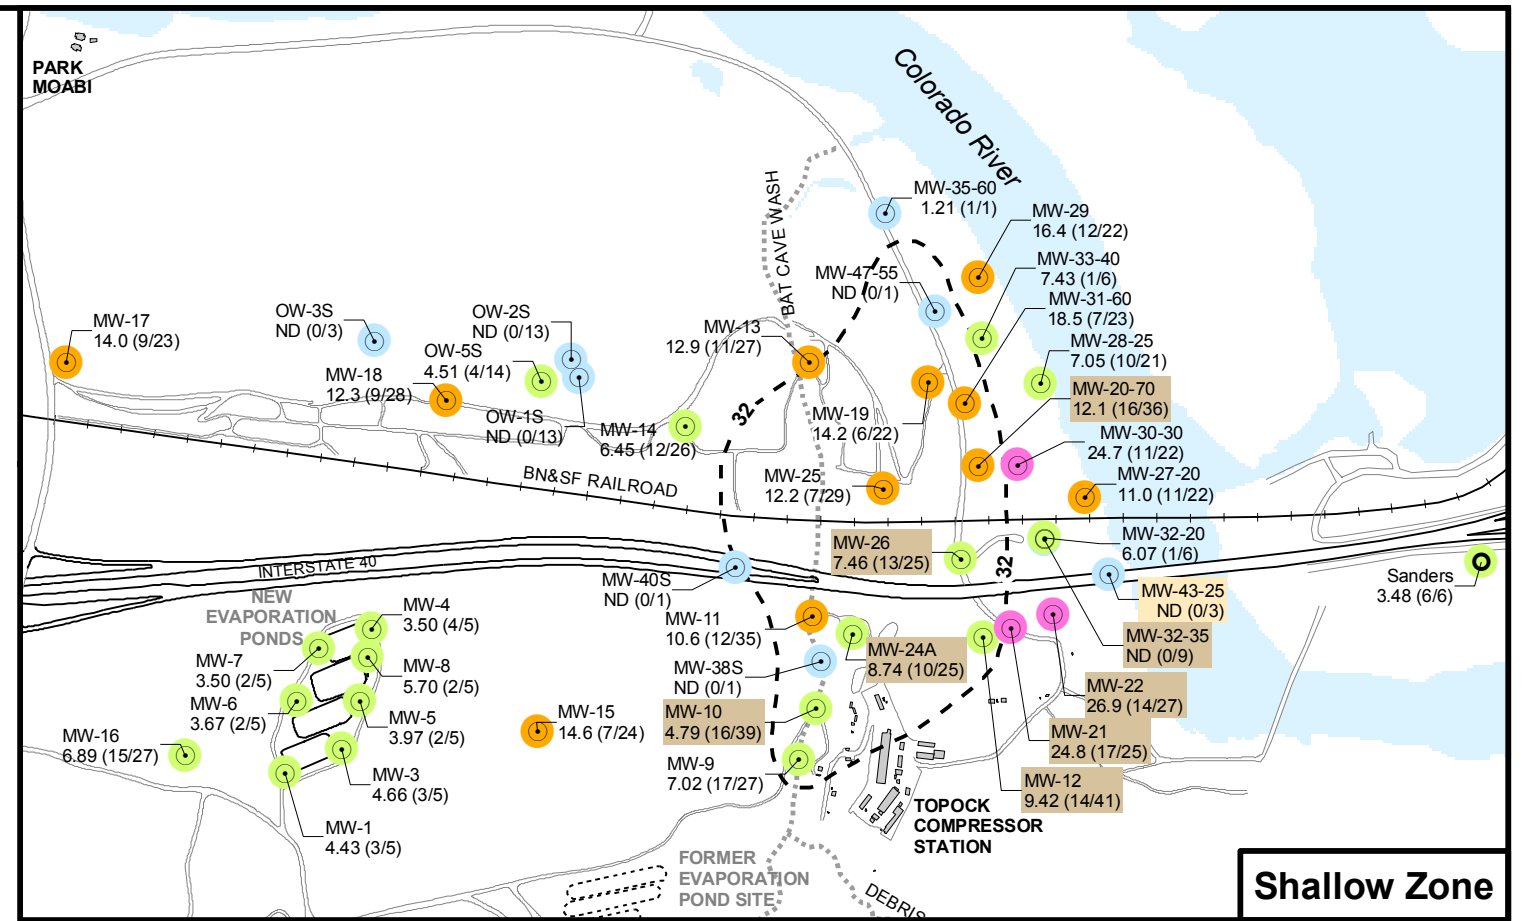 PARK
MOABI
Colorado River
BAT CAVE WASH
MW-35-60
1.21 (1/1)
MW-29
16.4 (12/22)
MW-33-40
7.43 (1/6)
MW-47-55
ND (0/1)
MW-31-60
18.5 (7/23)
MW-17
14.0 (9/23)
OW-3S
ND (0/3)
OW-2S
ND (0/13)
MW-13
12.9 (11/27)
MW-28-25
7.05 (10/21)
OW-5S
4.51 (4/14)
MW-18
12.3 (9/28)
MW-20-70
12.1 (16/36)
OW-1S
ND (0/13)
MW-14
6.45 (12/26)
32
MW-19
14.2 (6/22)
MW-30-30
24.7 (11/22)
MW-25
12.2 (7/29)
MW-27-20
11.0 (11/22)
BN&SF RAILROAD
MW-26
7.46 (13/25)
MW-32-20
6.07 (1/6)
INTERSTATE 40
32
MW-40S
ND (0/1)
Sanders
3.48 (6/6)
MW-43-25
ND (0/3)
NEW
EVAPORATION
PONDS
MW-4
3.50 (4/5)
MW-11
10.6 (12/35)
MW-32-35
ND (0/9)
MW-24A
8.74 (10/25)
MW-7
3.50 (2/5)
MW-8
5.70 (2/5)
MW-38S
ND (0/1)
MW-22
26.9 (14/27)
MW-6
3.67 (2/5)
MW-5
3.97 (2/5)
MW-15
14.6 (7/24)
MW-10
4.79 (16/39)
MW-21
24.8 (17/25)
MW-16
6.89 (15/27)
MW-3
4.66 (3/5)
MW-9
7.02 (17/27)
MW-12
9.42 (14/41)
MW-1
4.43 (3/5)
TOPOCK
COMPRESSOR
STATION
FORMER
EVAPORATION
POND SITE
DEBRIS
Shallow Zone